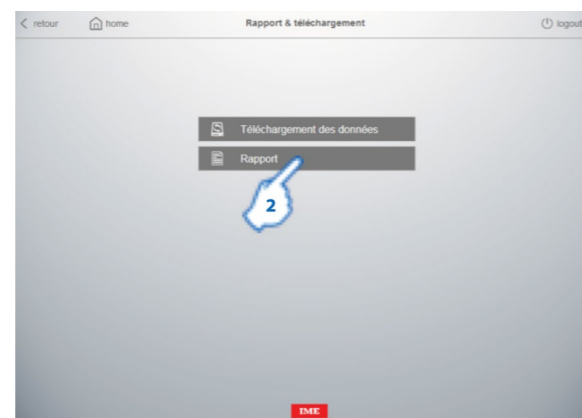 retour home Rapport & téléchargement logout
Téléchargement des données
Rapport
2
IME